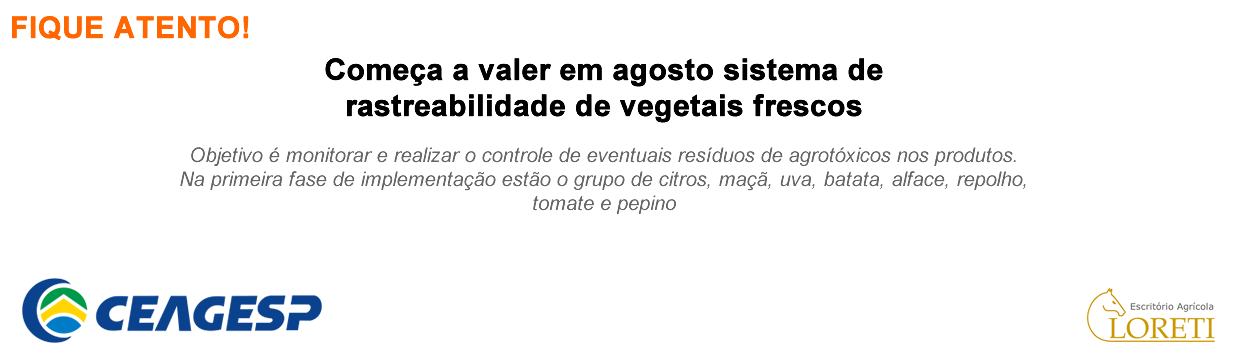 FIQUE ATENTO!
Começa a valer em agosto sistema de
rastreabilidade de vegetais frescos
Objetivo é monitorar e realizar o controle de eventuais resíduos de agrotóxicos nos produtos.
Na primeira fase de implementação estão o grupo de citros, maçã, uva, batata, alface, repolho,
tomate e pepino
CEAGESP
Escritório Agrícola
LORETI